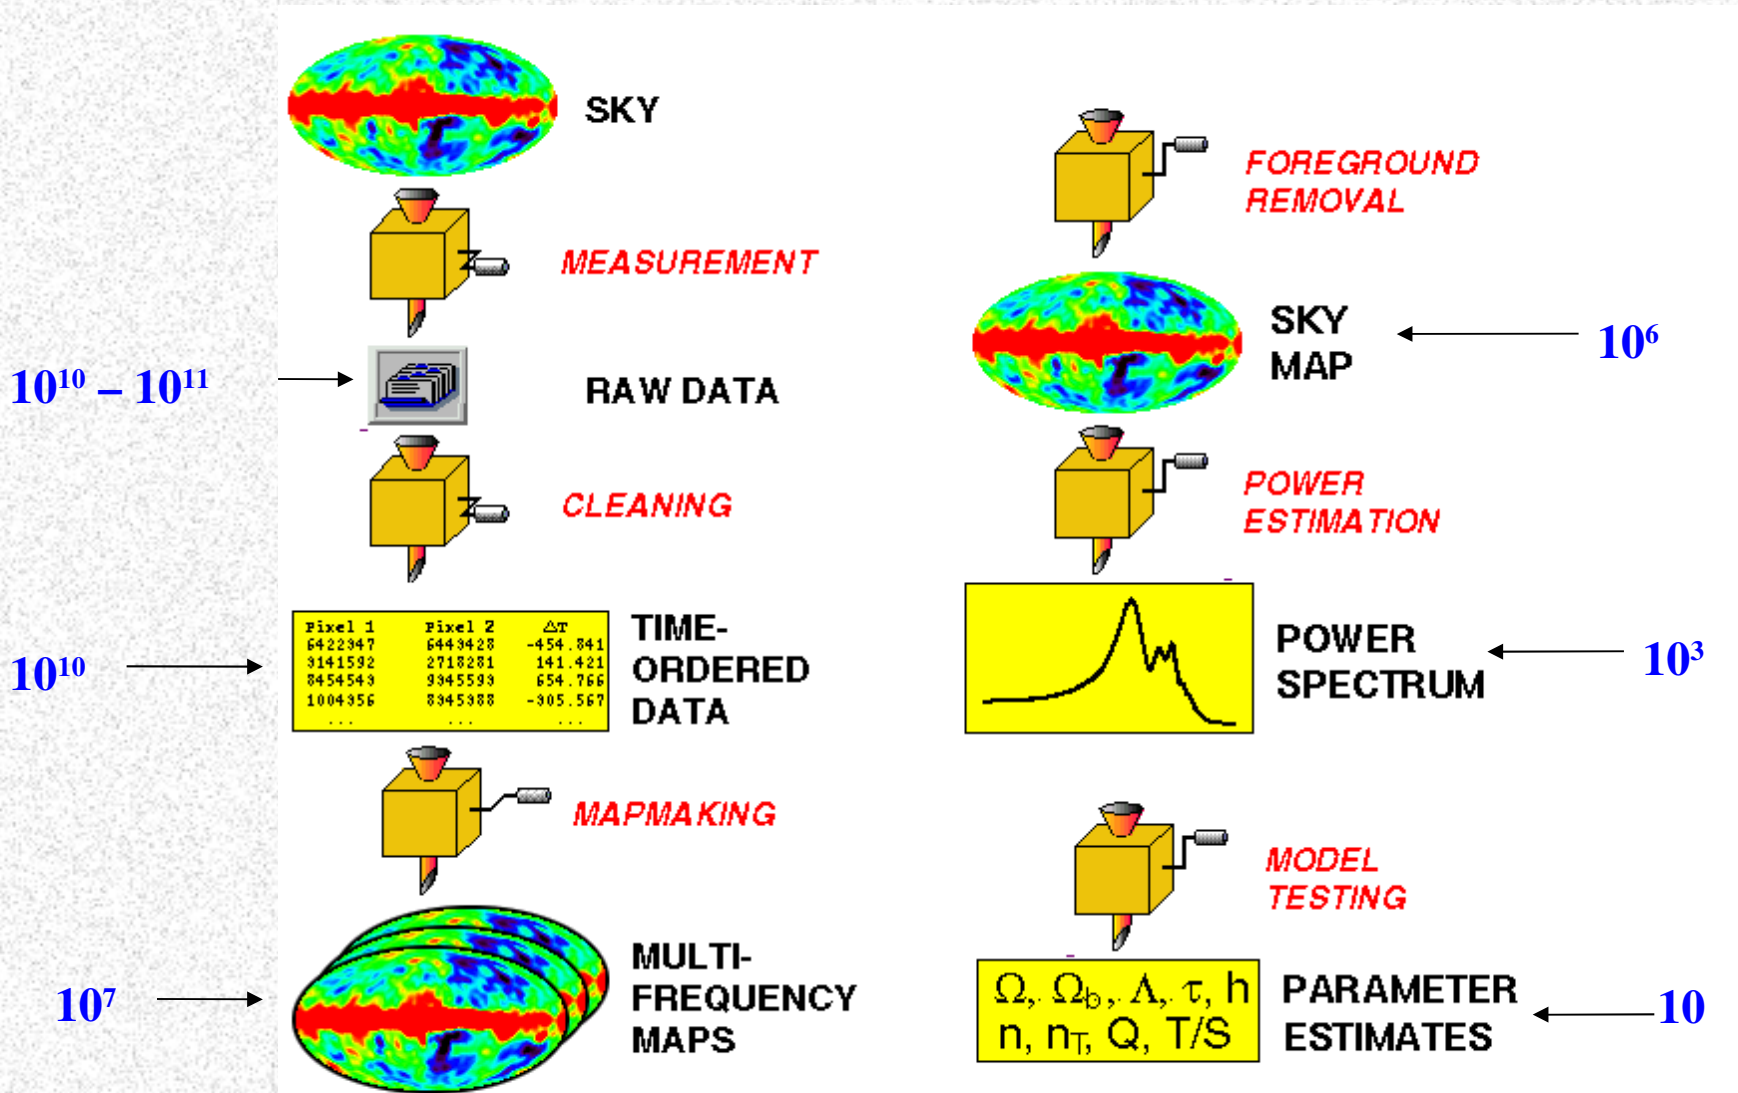 SKY
MEASUREMENT
10¹⁰ – 10¹¹
RAW DATA
CLEANING
10¹⁰
Pixel 1 Pixel 2 ΔT
6422347 6443428 -454.841
3141592 2718281 141.421
8454543 9345593 654.766
1004356 8345388 -305.567
... ... ...
TIME-
ORDERED
DATA
MAPMAKING
10⁷
MULTI-
FREQUENCY
MAPS
FOREGROUND
REMOVAL
SKY
MAP
10⁶
POWER
ESTIMATION
POWER
SPECTRUM
10³
MODEL
TESTING
Ω, Ωb, Λ, τ, h
n, nT, Q, T/S
PARAMETER
ESTIMATES
10